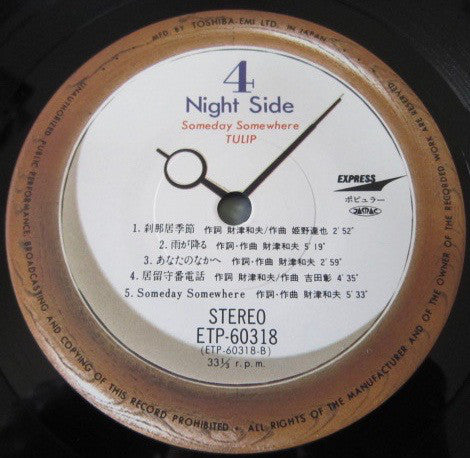 MFD. BY TOSHIBA-EMI LTD. IN JAPAN
4
Night Side
Someday Somewhere
TULIP
EXPRESS
ポピュラー
JASRAC
1. 刹那居季節 作詞 財津和夫/作曲 姫野達也 2'52"
2. 雨が降る 作詞・作曲 財津和夫 5'19"
3. あなたのなかへ 作詞・作曲 財津和夫 2'59"
4. 居留守番電話 作詞 財津和夫/作曲 吉田彰 4'35"
5. Someday Somewhere 作詞・作曲 財津和夫 5'33"
STEREO
ETP-60318
(ETP-60318-B)
33⅓ r.p.m.
UNAUTHORIZED PUBLIC PERFORMANCE BROADCASTING AND COPYING OF THIS RECORD PROHIBITED • ALL RIGHTS OF THE MANUFACTURER AND OF THE OWNER OF THE RECORDED WORK ARE RESERVED